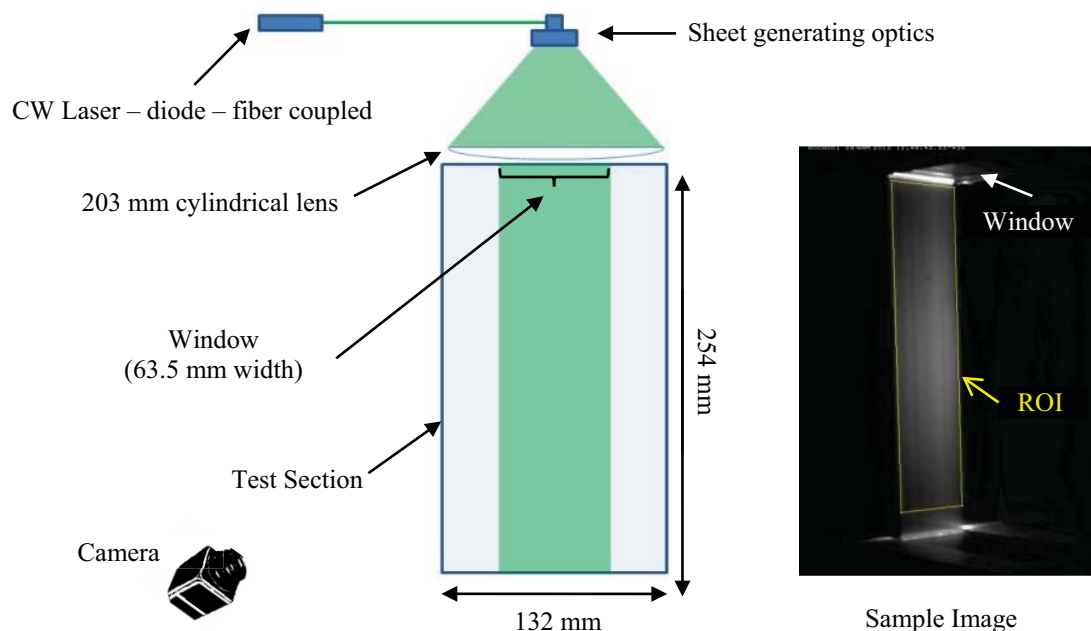 Sheet generating optics
CW Laser – diode – fiber coupled
203 mm cylindrical lens
Window
Window
(63.5 mm width)
254 mm
ROI
Test Section
Camera
132 mm
Sample Image